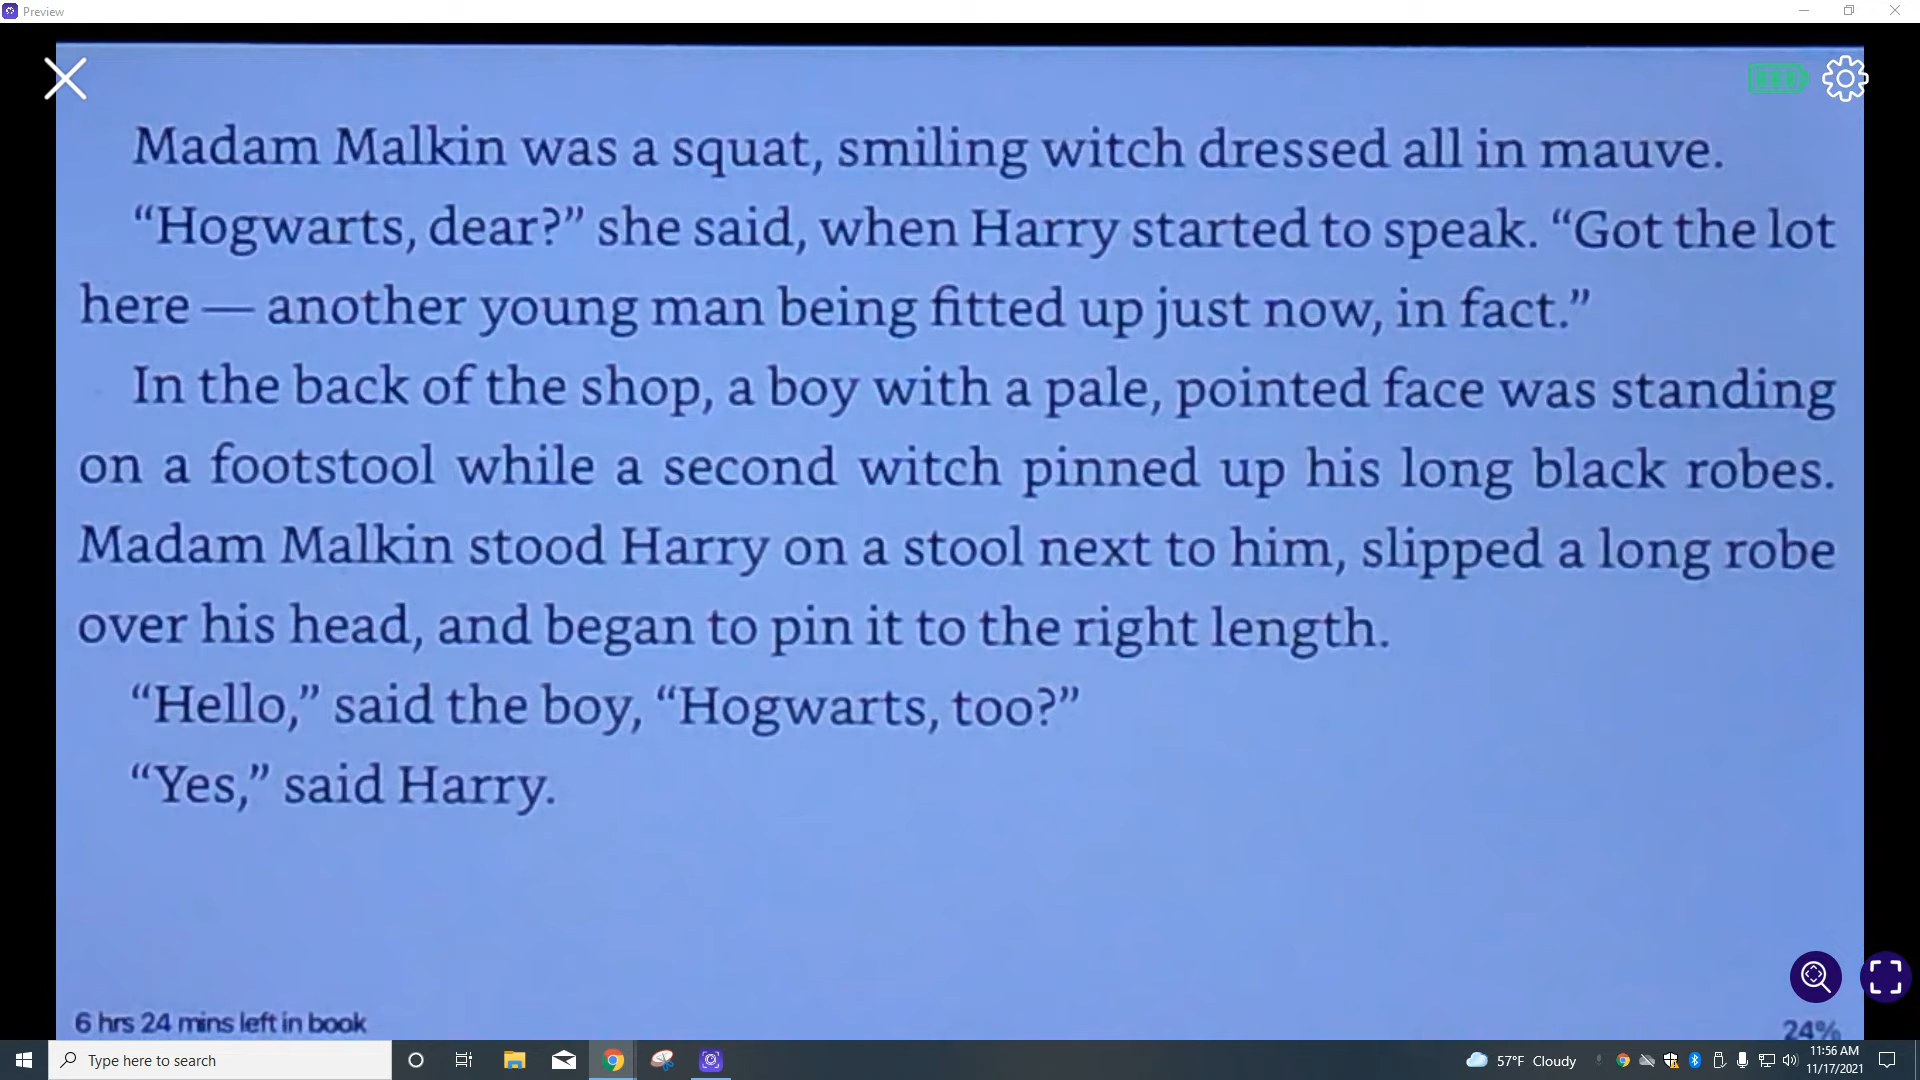 Preview
Madam Malkin was a squat, smiling witch dressed all in mauve.
“Hogwarts, dear?” she said, when Harry started to speak. “Got the lot
here — another young man being fitted up just now, in fact.”
In the back of the shop, a boy with a pale, pointed face was standing
on a footstool while a second witch pinned up his long black robes.
Madam Malkin stood Harry on a stool next to him, slipped a long robe
over his head, and began to pin it to the right length.
“Hello,” said the boy, “Hogwarts, too?”
“Yes,” said Harry.
6 hrs 24 mins left in book
24%
Type here to search
57°F Cloudy
11:56 AM
11/17/2021